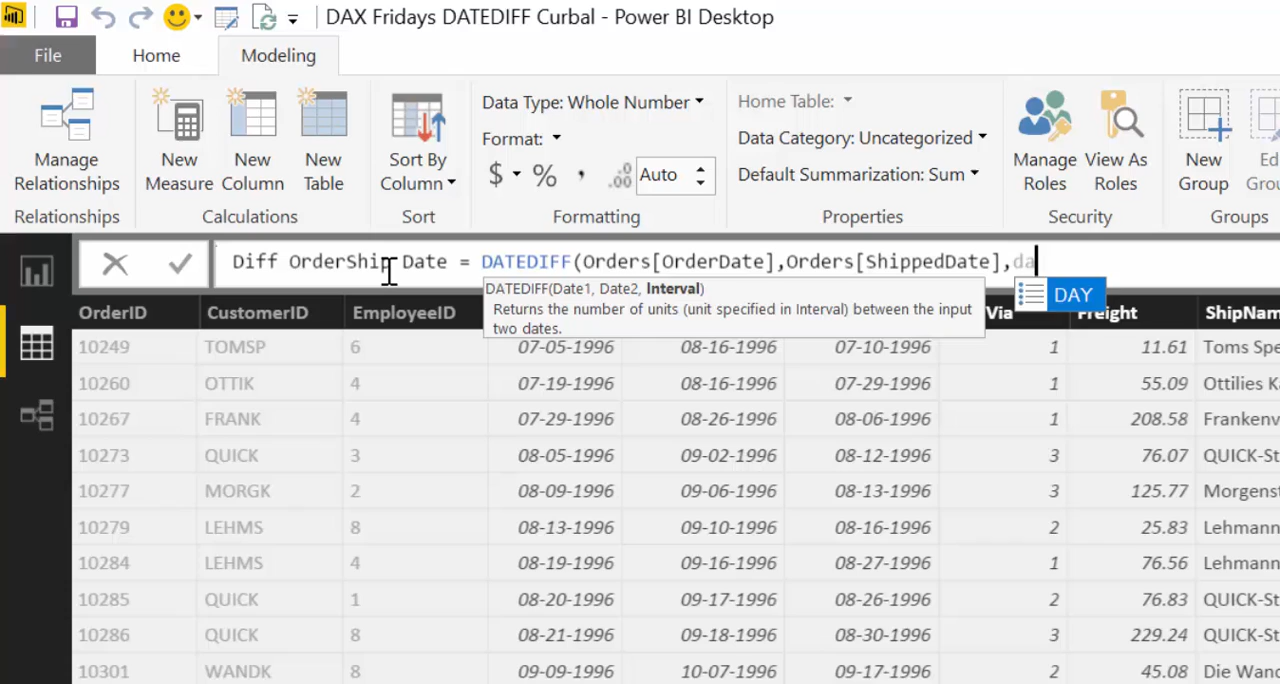 DAX Fridays DATEDIFF Curbal - Power BI Desktop
File Home Modeling
Manage Relationships
New Measure
New Column
New Table
Sort By Column
Data Type: Whole Number
Format:
$ % , .00 Auto
Home Table:
Data Category: Uncategorized
Default Summarization: Sum
Manage Roles
View As Roles
New Group
Relationships Calculations Sort Formatting Properties Security Groups
Diff OrderShip Date = DATEDIFF(Orders[OrderDate],Orders[ShippedDate],da
DATEDIFF(Date1, Date2, Interval)
Returns the number of units (unit specified in Interval) between the input
two dates.
DAY
OrderID CustomerID EmployeeID Via Freight
10249 TOMSP 6 07-05-1996 08-16-1996 07-10-1996 1 11.61 Toms
10260 OTTIK 4 07-19-1996 08-16-1996 07-29-1996 1 55.09 Ottilies
10267 FRANK 4 07-29-1996 08-26-1996 08-06-1996 1 208.58
10273 QUICK 3 08-05-1996 09-02-1996 08-12-1996 3 76.07
10277 MORGK 2 08-09-1996 09-06-1996 08-13-1996 3 125.77
10279 LEHMS 8 08-13-1996 09-10-1996 08-16-1996 2 25.83
10284 LEHMS 4 08-19-1996 09-16-1996 08-27-1996 1 76.56
10285 QUICK 1 08-20-1996 09-17-1996 08-26-1996 2 76.83
10286 QUICK 8 08-21-1996 09-18-1996 08-30-1996 3 229.24
10301 WANDK 8 09-09-1996 10-07-1996 09-17-1996 2 45.08 Die